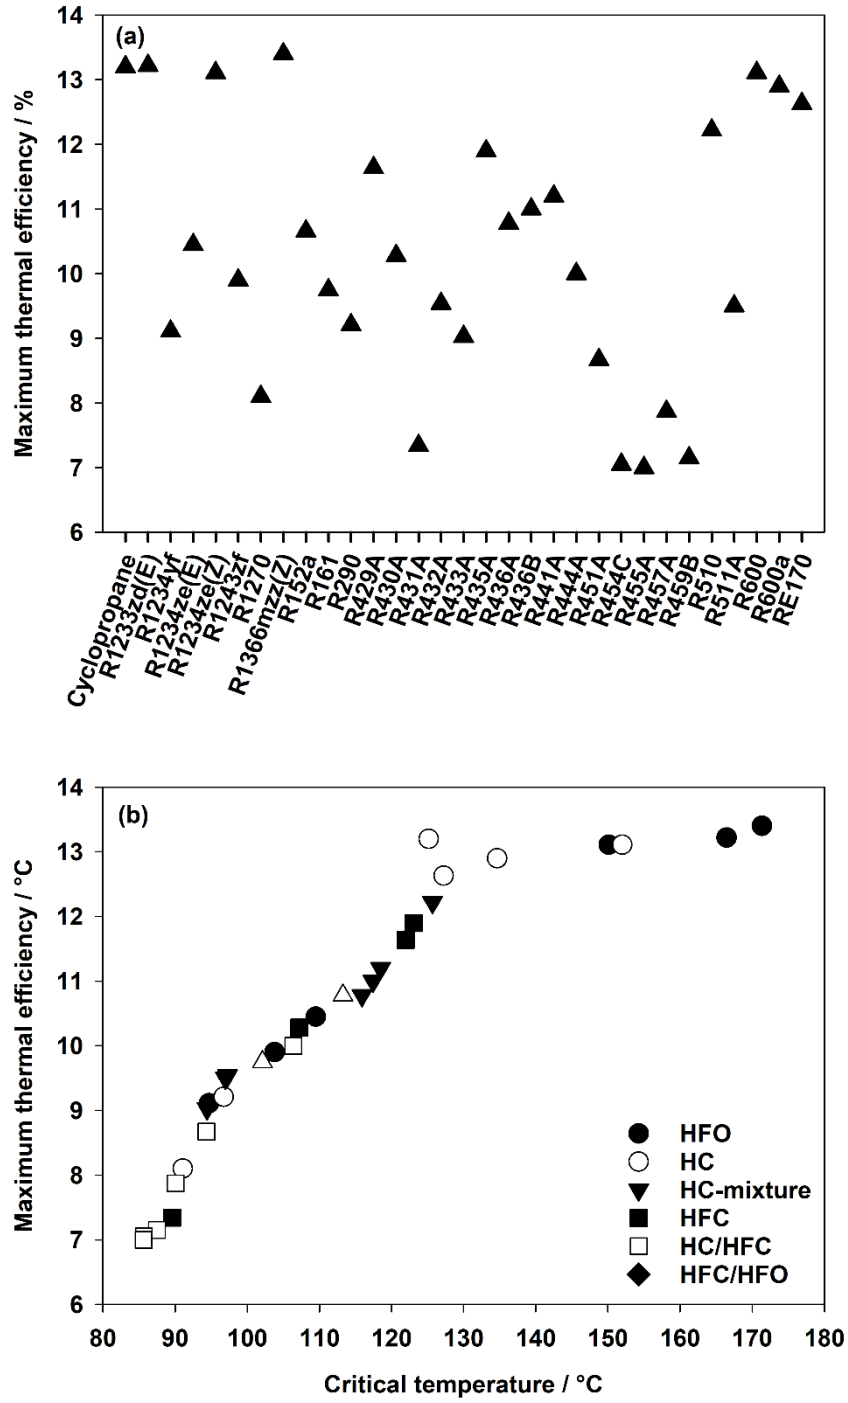 (a)
Maximum thermal efficiency / %
14
13
12
11
10
9
8
7
6
Cyclopropane
R1233zd(E)
R1234yf
R1234ze(E)
R1234ze(Z)
R1243zf
R1270
R1366mzz(Z)
R152a
R161
R290
R429A
R430A
R431A
R432A
R433A
R435A
R436A
R436B
R441A
R444A
R451A
R454C
R455A
R457A
R459B
R510
R511A
R600
R600a
RE170
(b)
Maximum thermal efficiency / °C
14
13
12
11
10
9
8
7
6
HFO
HC
HC-mixture
HFC
HC/HFC
HFC/HFO
80 90 100 110 120 130 140 150 160 170 180
Critical temperature / °C